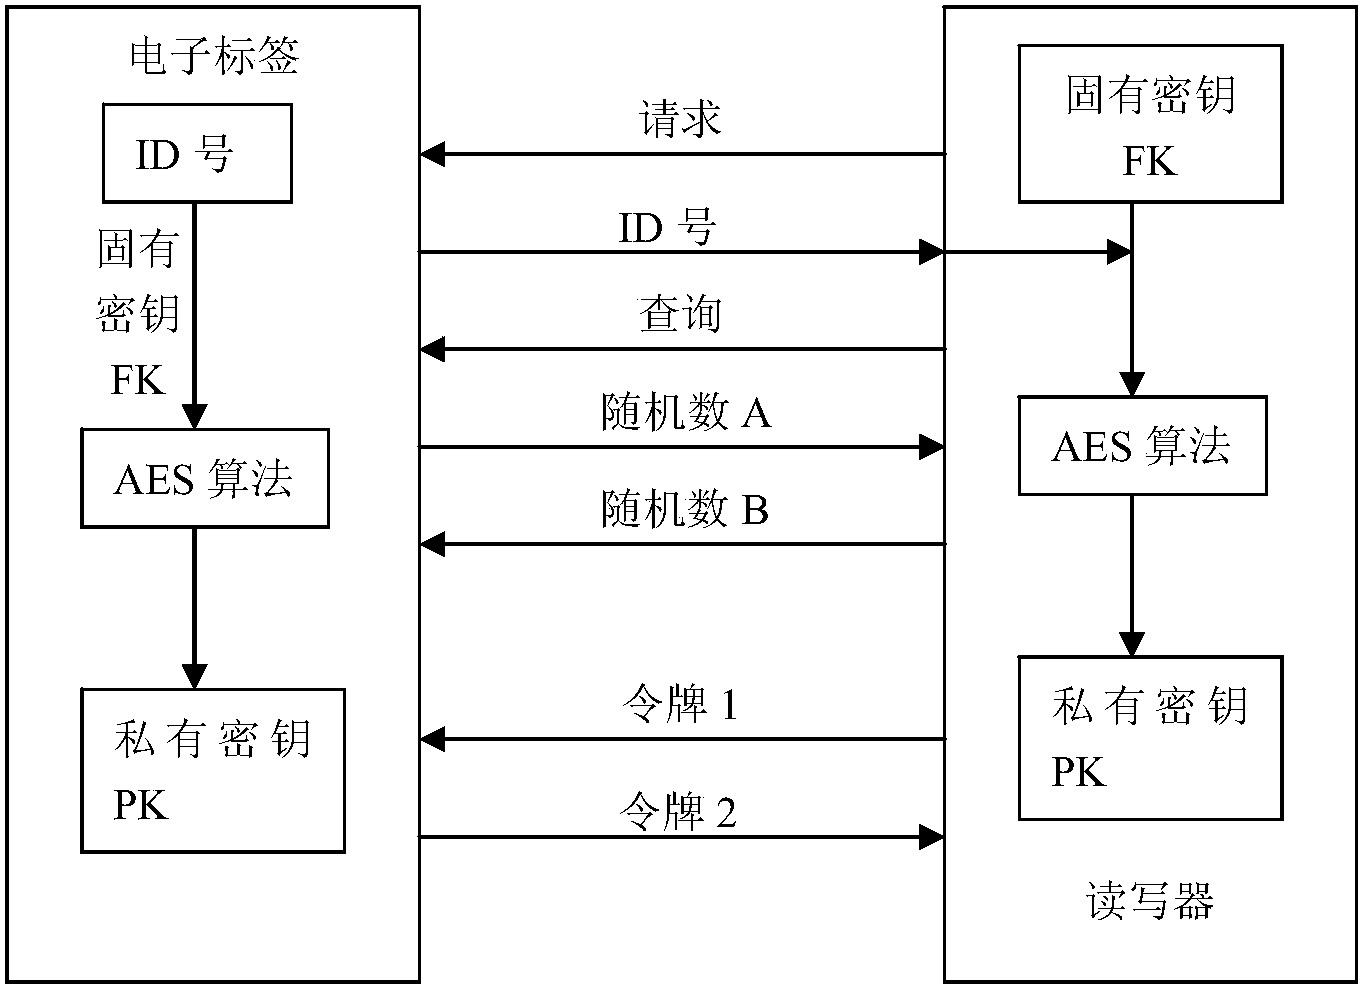 电子标签
ID 号
固有
密钥
FK
AES 算法
私有密钥
PK
请求
ID 号
查询
随机数 A
随机数 B
令牌 1
令牌 2
固有密钥
FK
AES 算法
私有密钥
PK
读写器